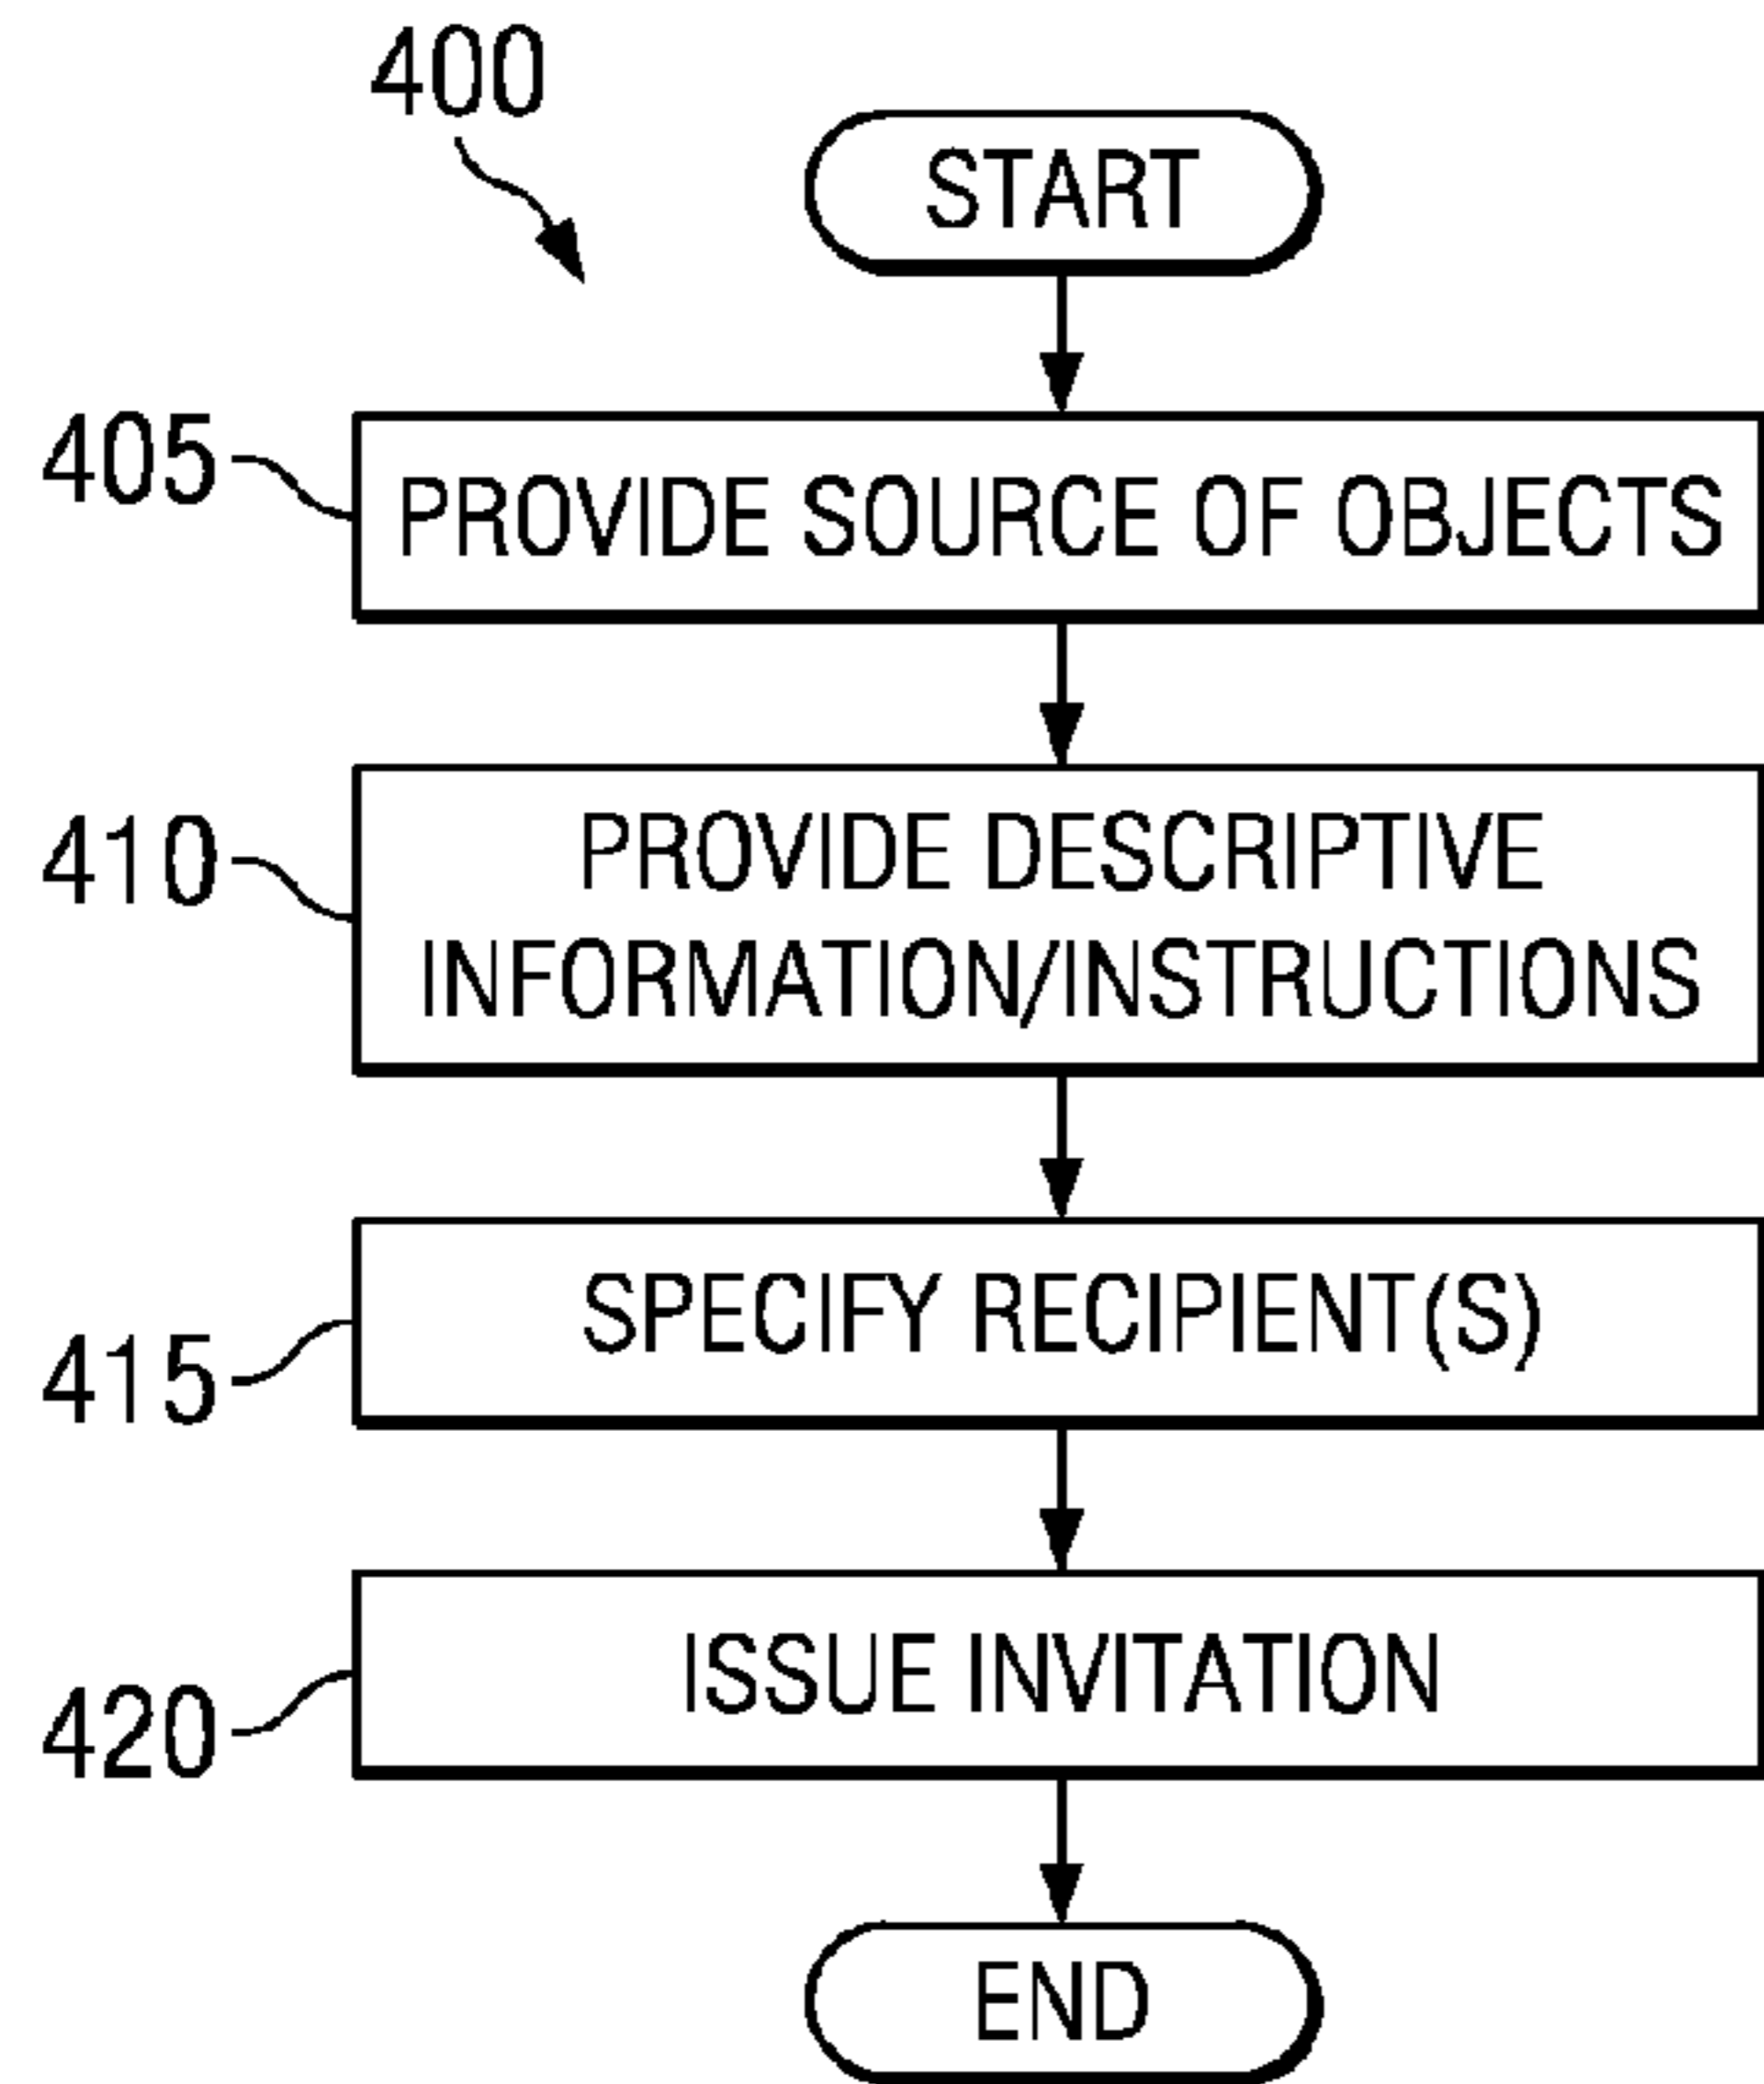 400
START
405
PROVIDE SOURCE OF OBJECTS
410
PROVIDE DESCRIPTIVE
INFORMATION/INSTRUCTIONS
415
SPECIFY RECIPIENT(S)
420
ISSUE INVITATION
END